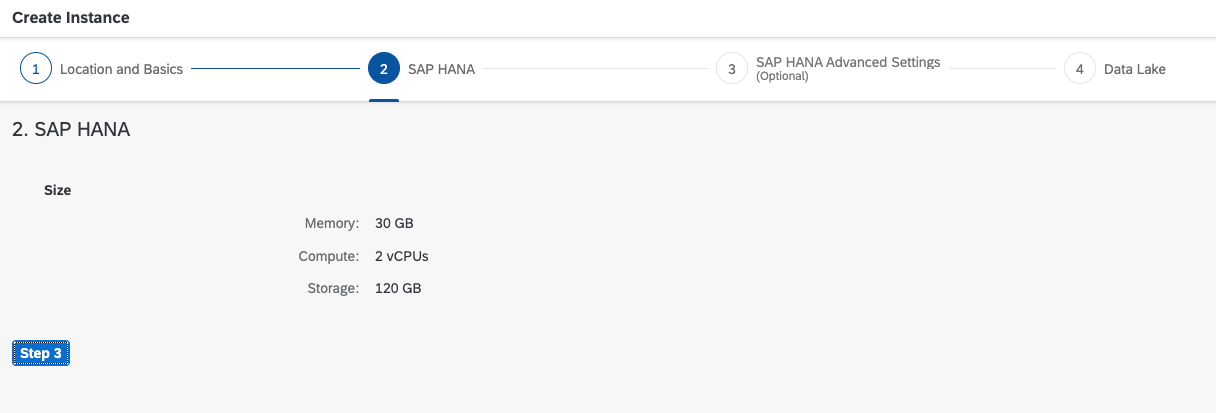 Create Instance
1 Location and Basics 2 SAP HANA 3 SAP HANA Advanced Settings (Optional) 4 Data Lake
2. SAP HANA
Size
Memory: 30 GB
Compute: 2 vCPUs
Storage: 120 GB
Step 3